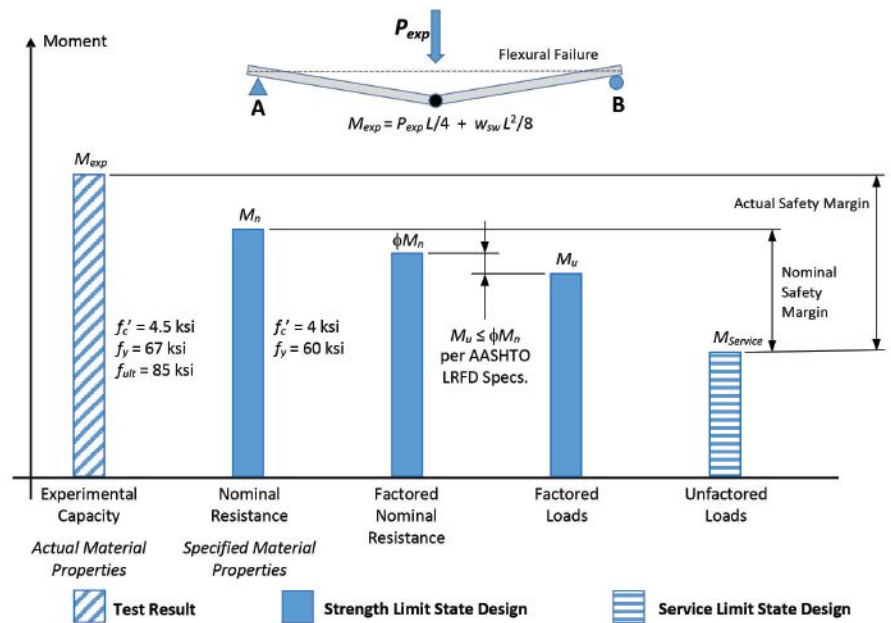 Moment
P_exp
Flexural Failure
A
B
M_exp = P_exp L/4 + w_sw L²/8
M_exp
M_n
ϕM_n
M_u
M_Service
Actual Safety Margin
Nominal
Safety
Margin
f_c' = 4.5 ksi
f_y = 67 ksi
f_ult = 85 ksi
f_c' = 4 ksi
f_y = 60 ksi
M_u ≤ ϕM_n
per AASHTO
LRFD Specs.
Experimental
Capacity
Actual Material
Properties
Nominal
Resistance
Specified Material
Properties
Factored
Nominal
Resistance
Factored
Loads
Unfactored
Loads
Test Result
Strength Limit State Design
Service Limit State Design